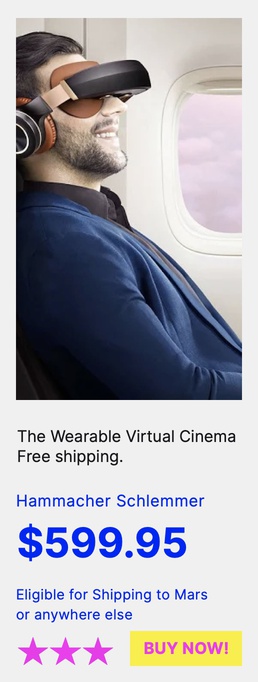 The Wearable Virtual Cinema
Free shipping.
Hammacher Schlemmer
$599.95
Eligible for Shipping to Mars
or anywhere else
BUY NOW!